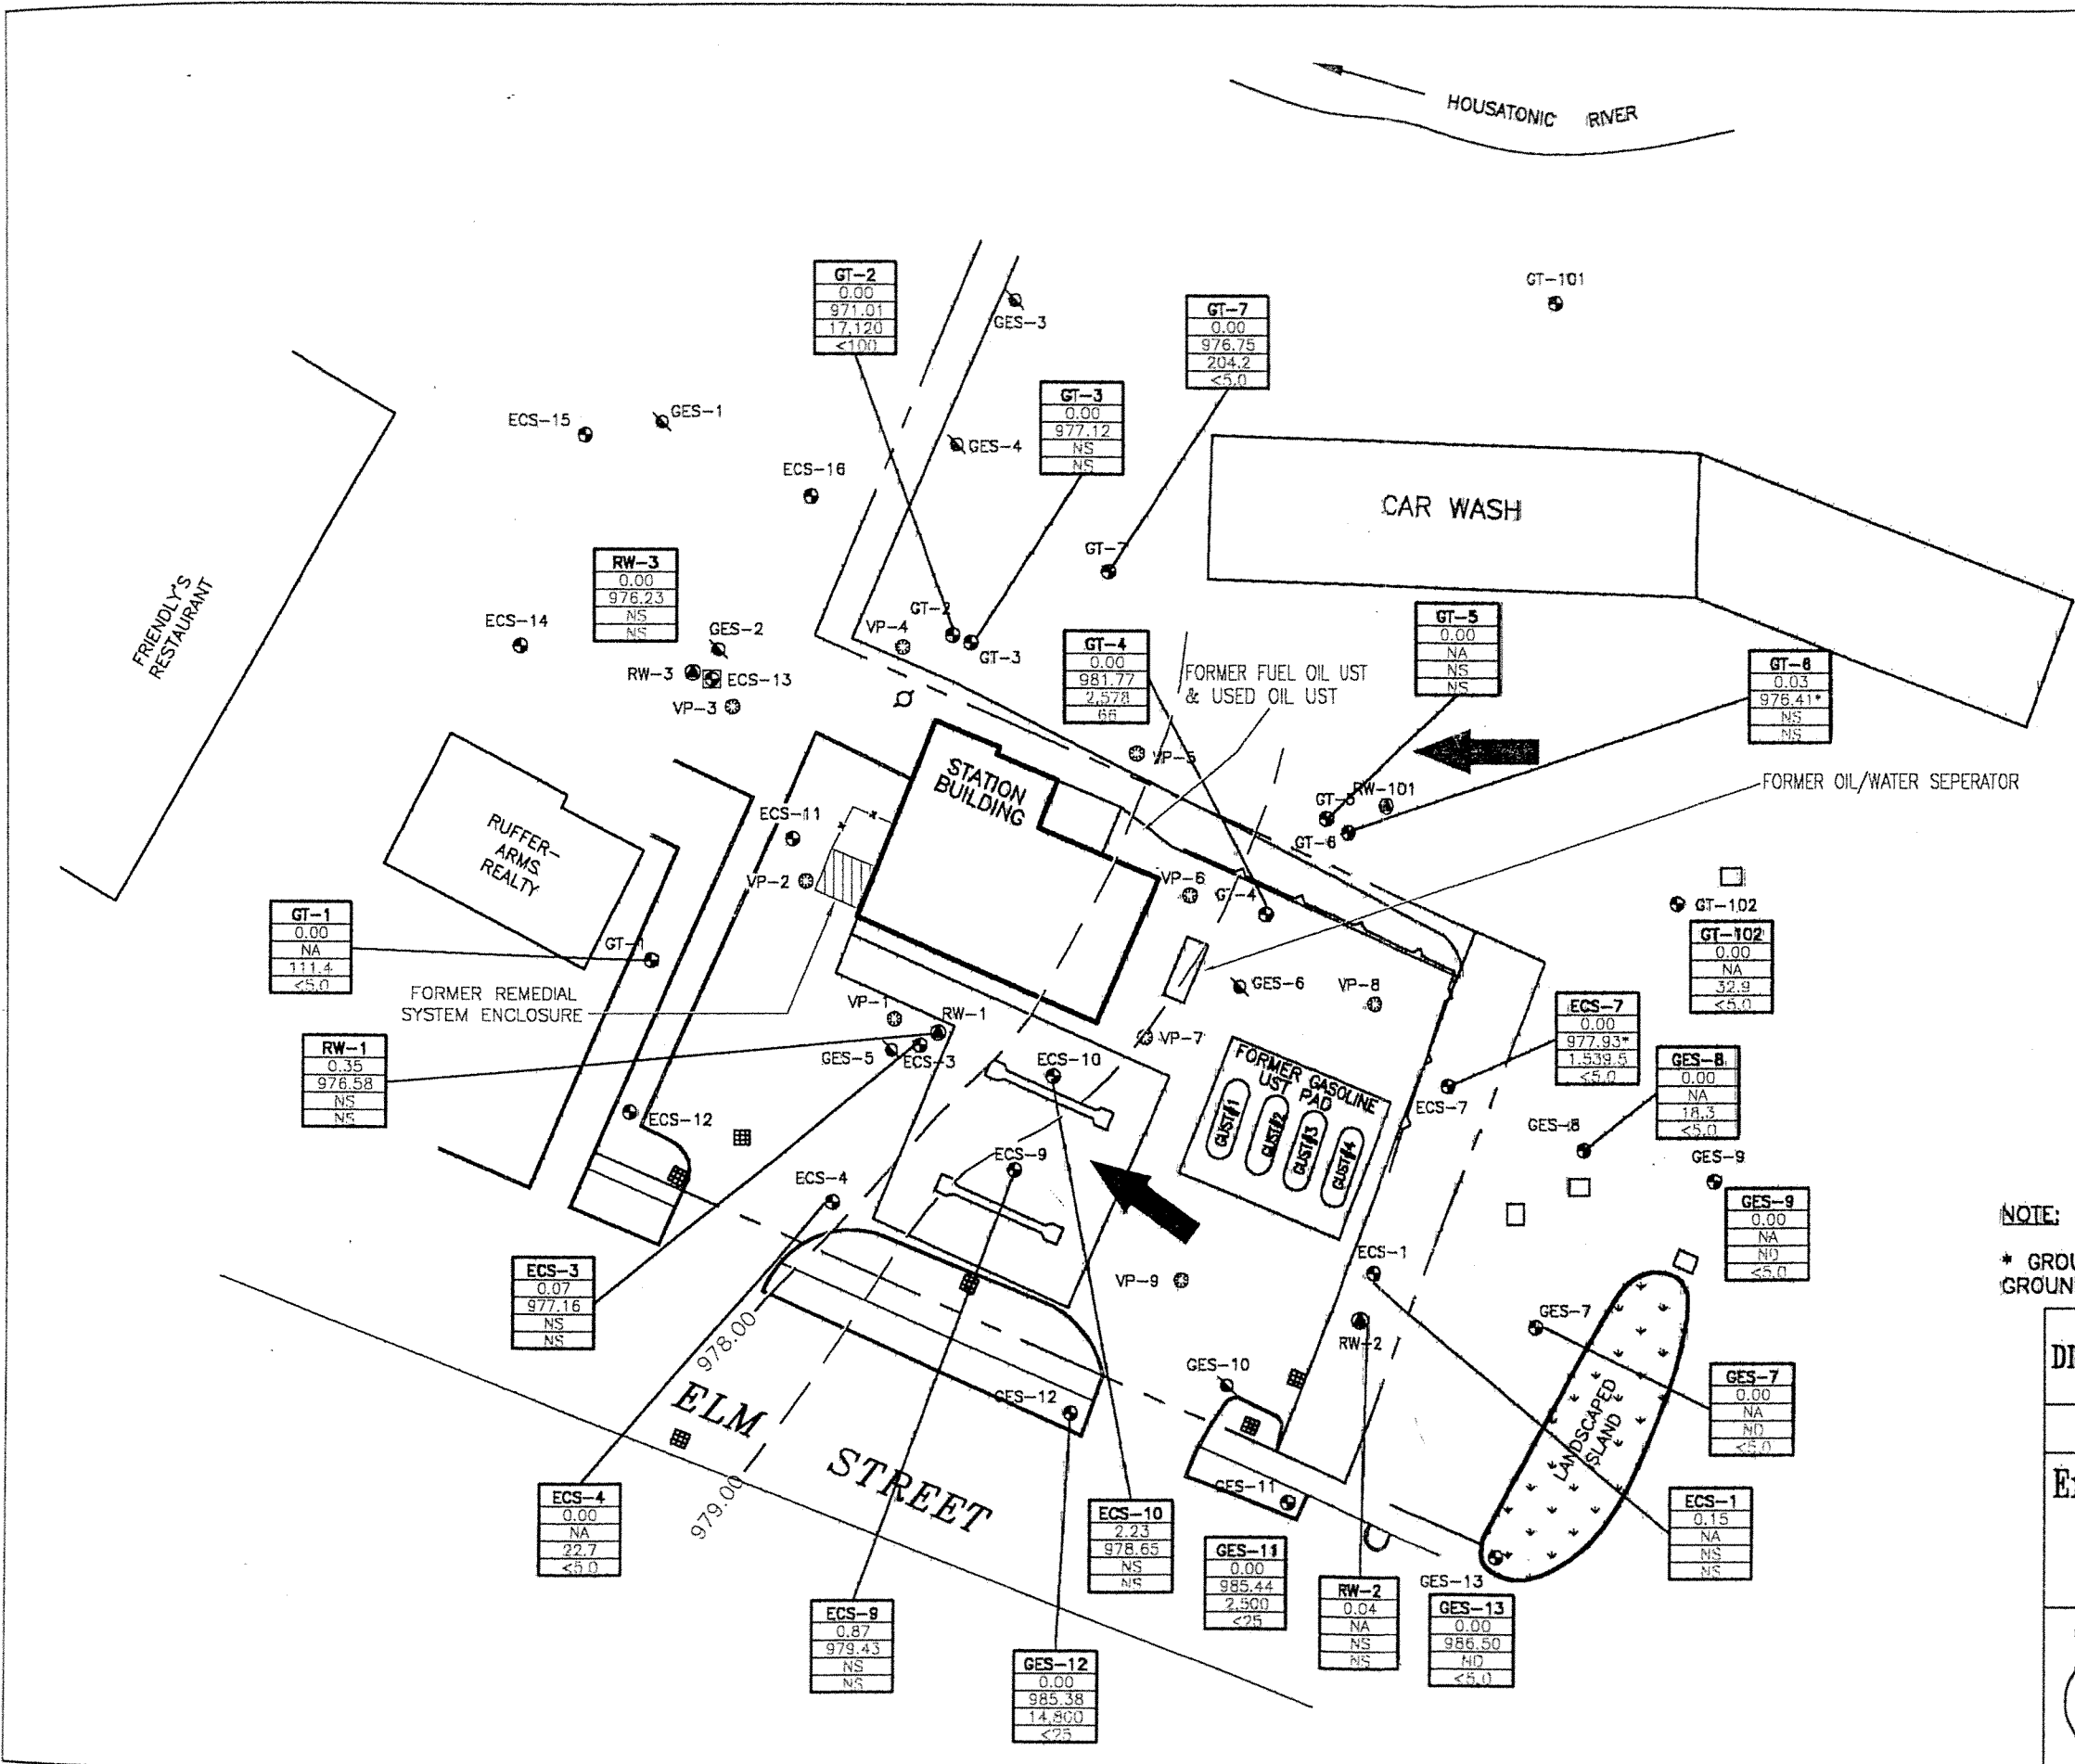 HOUSATONIC RIVER
GT-101
GT-2
0.00
971.01
17,120
<100
GES-3
GT-7
0.00
976.75
204.2
<5.0
GT-3
0.00
977.12
NS
NS
ECS-15
GES-1
GES-4
ECS-16
CAR WASH
FRIENDLY'S
RESTAURANT
RW-3
0.00
976.23
NS
NS
GT-7
ECS-14
GES-2
RW-3
ECS-13
VP-3
VP-4
GT-2
GT-3
GT-4
0.00
981.77
2,578
66
FORMER FUEL OIL UST
& USED OIL UST
GT-5
0.00
NA
NS
NS
GT-6
0.03
976.41*
NS
NS
VP-5
STATION
BUILDING
RW-101
GT-5
GT-6
FORMER OIL/WATER SEPERATOR
RUFFER-
ARMS
REALTY
ECS-11
VP-2
VP-6
GT-4
GT-102
GT-102
0.00
NA
32.9
<5.0
GT-1
0.00
NA
111.4
<5.0
GT-1
FORMER REMEDIAL
SYSTEM ENCLOSURE
VP-1
RW-1
GES-5
ECS-3
GES-6
VP-8
VP-7
ECS-7
0.00
977.93*
1,539.5
<5.0
RW-1
0.35
976.58
NS
NS
ECS-10
FORMER GASOLINE
UST PAD
GUST#1
GUST#2
GUST#3
GUST#4
ECS-7
GES-8
0.00
NA
18.3
<5.0
GES-8
ECS-12
ECS-9
GES-9
ECS-4
GES-9
0.00
NA
ND
<5.0
NOTE:
* GROU
GROUN
ECS-3
0.07
977.16
NS
NS
ECS-1
VP-9
RW-2
GES-7
978.00
979.00
ELM STREET
GES-10
GES-12
GES-11
LANDSCAPED
ISLAND
GES-7
0.00
NA
ND
<5.0
ECS-4
0.00
NA
22.7
<5.0
ECS-10
2.23
978.65
NS
NS
ECS-1
0.15
NA
NS
NS
GES-11
0.00
985.44
2,500
<25
RW-2
0.04
NA
NS
NS
GES-13
GES-13
0.00
986.50
ND
<5.0
ECS-9
0.87
979.43
NS
NS
GES-12
0.00
985.38
14,800
<25